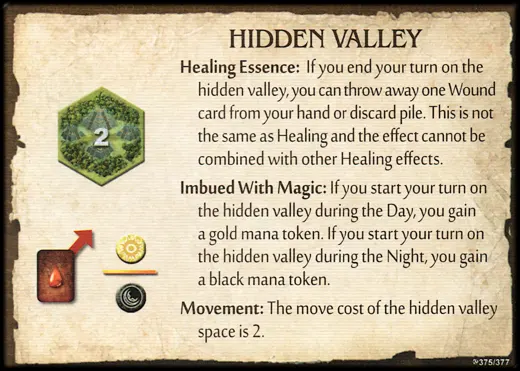 HIDDEN VALLEY
Healing Essence: If you end your turn on the
hidden valley, you can throw away one Wound
card from your hand or discard pile. This is not
the same as Healing and the effect cannot be
combined with other Healing effects.
2
Imbued With Magic: If you start your turn on
the hidden valley during the Day, you gain
a gold mana token. If you start your turn on
the hidden valley during the Night, you gain
a black mana token.
Movement: The move cost of the hidden valley
space is 2.
375/377